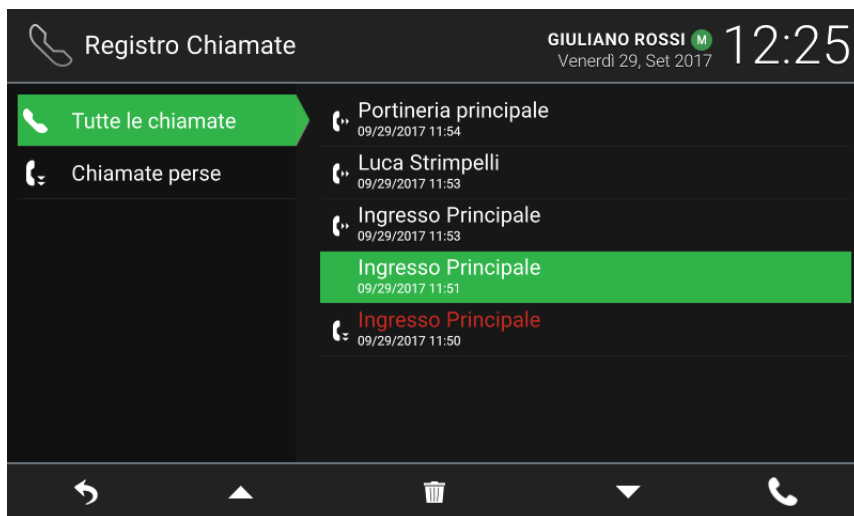 Registro Chiamate
GIULIANO ROSSI M
Venerdì 29, Set 2017
12:25
Tutte le chiamate
Chiamate perse
Portineria principale
09/29/2017 11:54
Luca Strimpelli
09/29/2017 11:53
Ingresso Principale
09/29/2017 11:53
Ingresso Principale
09/29/2017 11:51
Ingresso Principale
09/29/2017 11:50